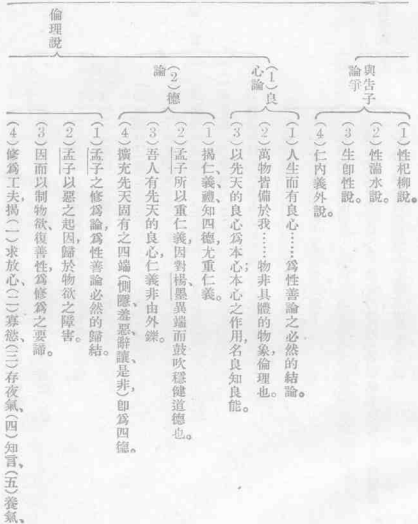 與告子
論爭
(1)性杞柳說。
(2)性湍水說。
(3)生卽性說。
(4)仁內義外說。
倫理說
(1)良
心論
(1)人生而有良心……爲性善論之必然的結論。
(2)萬物皆備於我……物非具體的物象,倫理也。
(3)以先天的良心爲本心;本心之作用,名良知良能。
(2)德
論
(1)揭仁、義、禮、知四德,尤重仁義。
(2)孟子所以重仁義,因對楊、墨異端而鼓吹穩健道德也。
(3)吾人有先天的良心,仁義非由外鑠。
(4)擴充先天固有之四端(惻隱、羞惡、辭讓、是非)卽爲四德。
(1)孟子之修爲論,爲性善論必然的歸結。
(2)孟子以惡之起因,歸於物欲之障害。
(3)因而以制物欲,復善性,爲修爲之要諦。
(4)修爲工夫,揭(一)求放心、(二)寡慾、(三)存夜氣、(四)知言、(五)養氣、